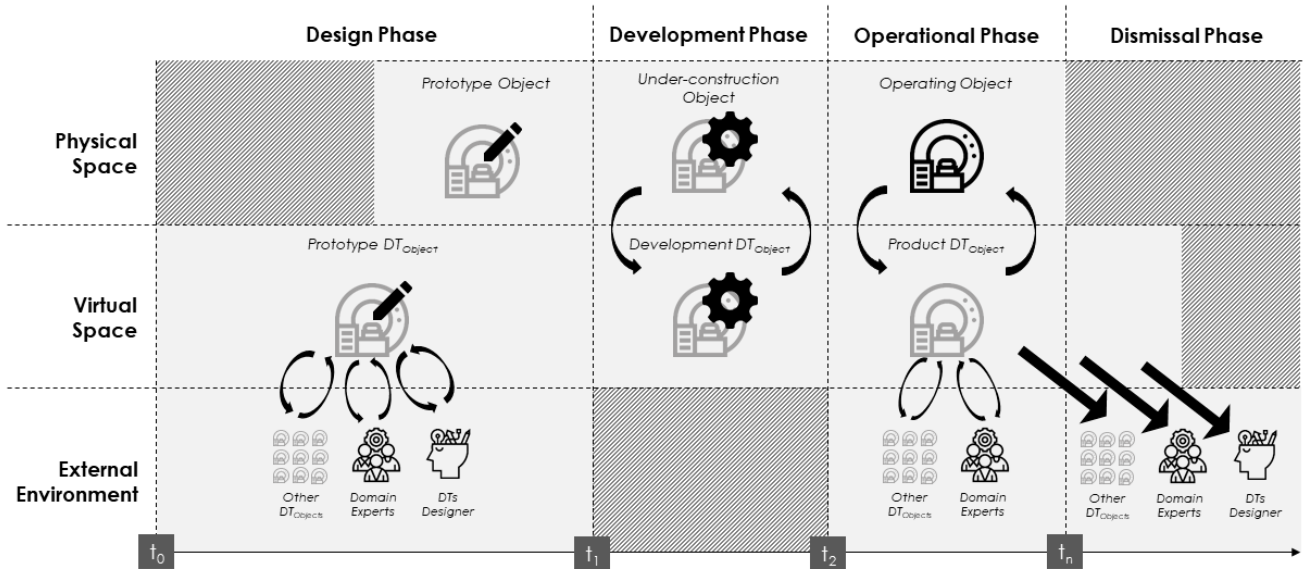 Design Phase
Development Phase
Operational Phase
Dismissal Phase
Physical
Space
Prototype Object
Under-construction
Object
Operating Object
Virtual
Space
Prototype DTObject
Development DTObject
Product DTObject
External
Environment
Other
DTObjects
Domain
Experts
DTs
Designer
Other
DTObjects
Domain
Experts
Other
DTObjects
Domain
Experts
DTs
Designer
t0
t1
t2
tn